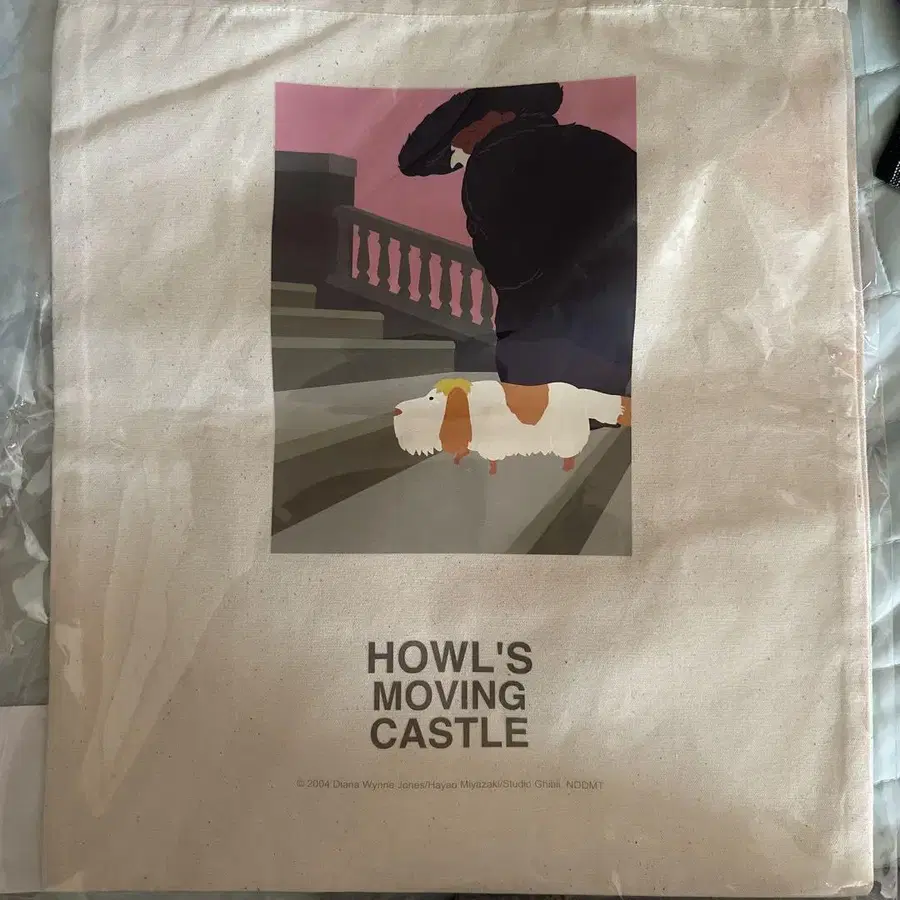 HOWL'S
MOVING
CASTLE
© 2004 Diana Wynne Jones/Hayao Miyazaki/Studio Ghibli, NDDMT